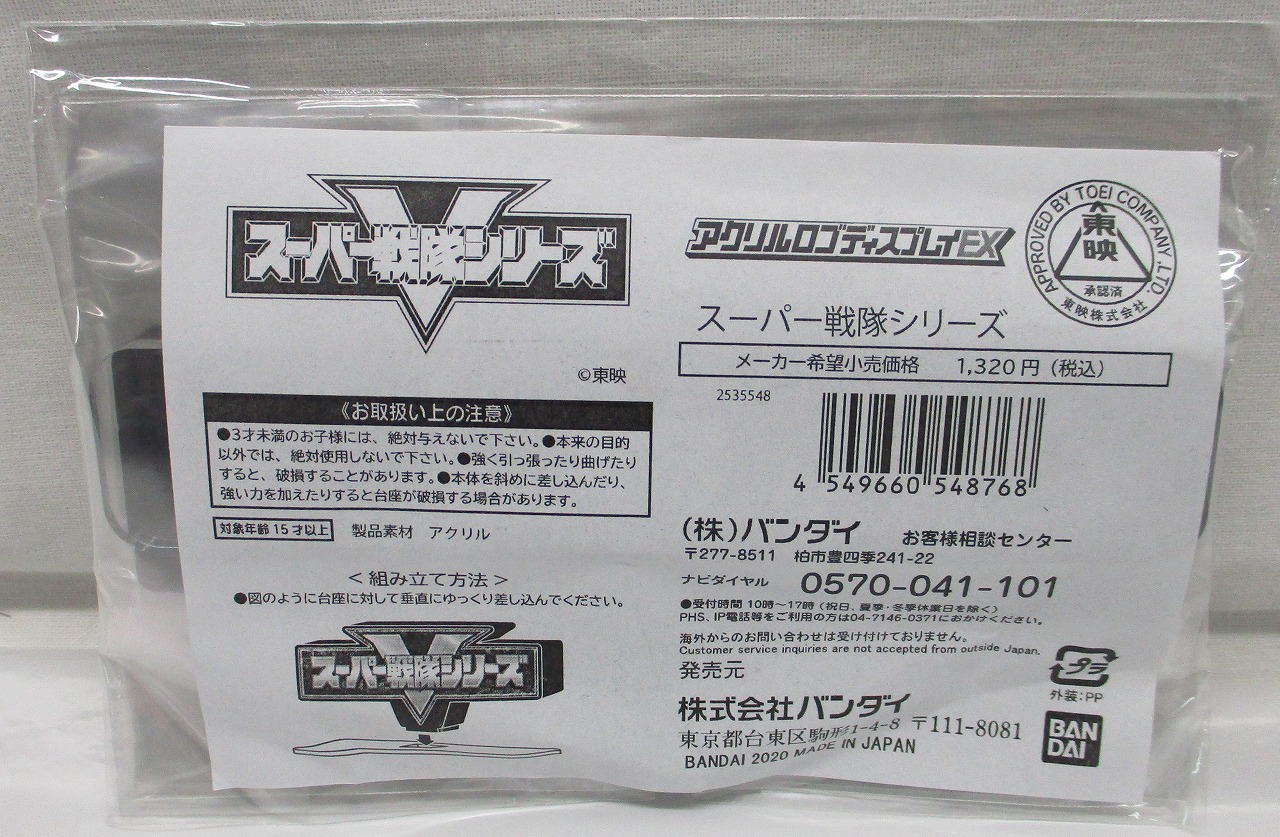 スーパー戦隊シリーズ
©東映
《お取扱い上の注意》
●3才未満のお子様には、絶対与えないで下さい。●本来の目的
以外では、絶対使用しないで下さい。●強く引っ張ったり曲げたり
すると、破損することがあります。●本体を斜めに差し込んだり、
強い力を加えたりすると台座が破損する場合があります。
対象年齢15才以上 製品素材 アクリル
<組み立て方法>
●図のように台座に対して垂直にゆっくり差し込んでください。
スーパー戦隊シリーズ
アクリルロゴディスプレイEX
APPROVED BY TOEI COMPANY, LTD.
東映
承認済
東映株式会社
スーパー戦隊シリーズ
メーカー希望小売価格 1,320円(税込)
2535548
4 549660 548768
(株)バンダイ お客様相談センター
〒277-8511 柏市豊四季241-22
ナビダイヤル 0570-041-101
●受付時間 10時〜17時(祝日、夏季・冬季休業日を除く)
PHS、IP電話等をご利用の方は04-7146-0371におかけください。
海外からのお問い合わせは受け付けておりません。
Customer service inquiries are not accepted from outside Japan.
発売元
株式会社バンダイ
東京都台東区駒形1-4-8 〒111-8081
BANDAI 2020 MADE IN JAPAN
プラ
外装:PP
BAN
DAI